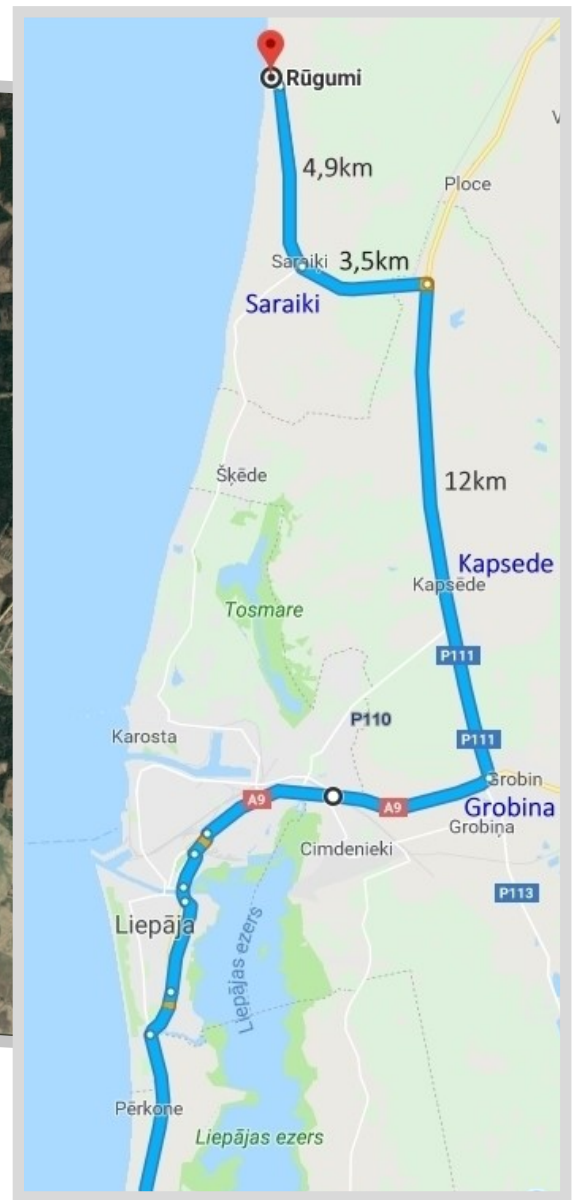 Rūgumi
4,9km
Ploce
Saraiķi
3,5km
Saraiki
Šķēde
12km
Kapsede
Kapsēde
Tosmare
P111
P110
Karosta
P111
Grobin
A9
A9
Grobina
Grobiņa
Cimdenieki
P113
Liepāja
Liepājas ezers
Pērkone
Liepājas ezers